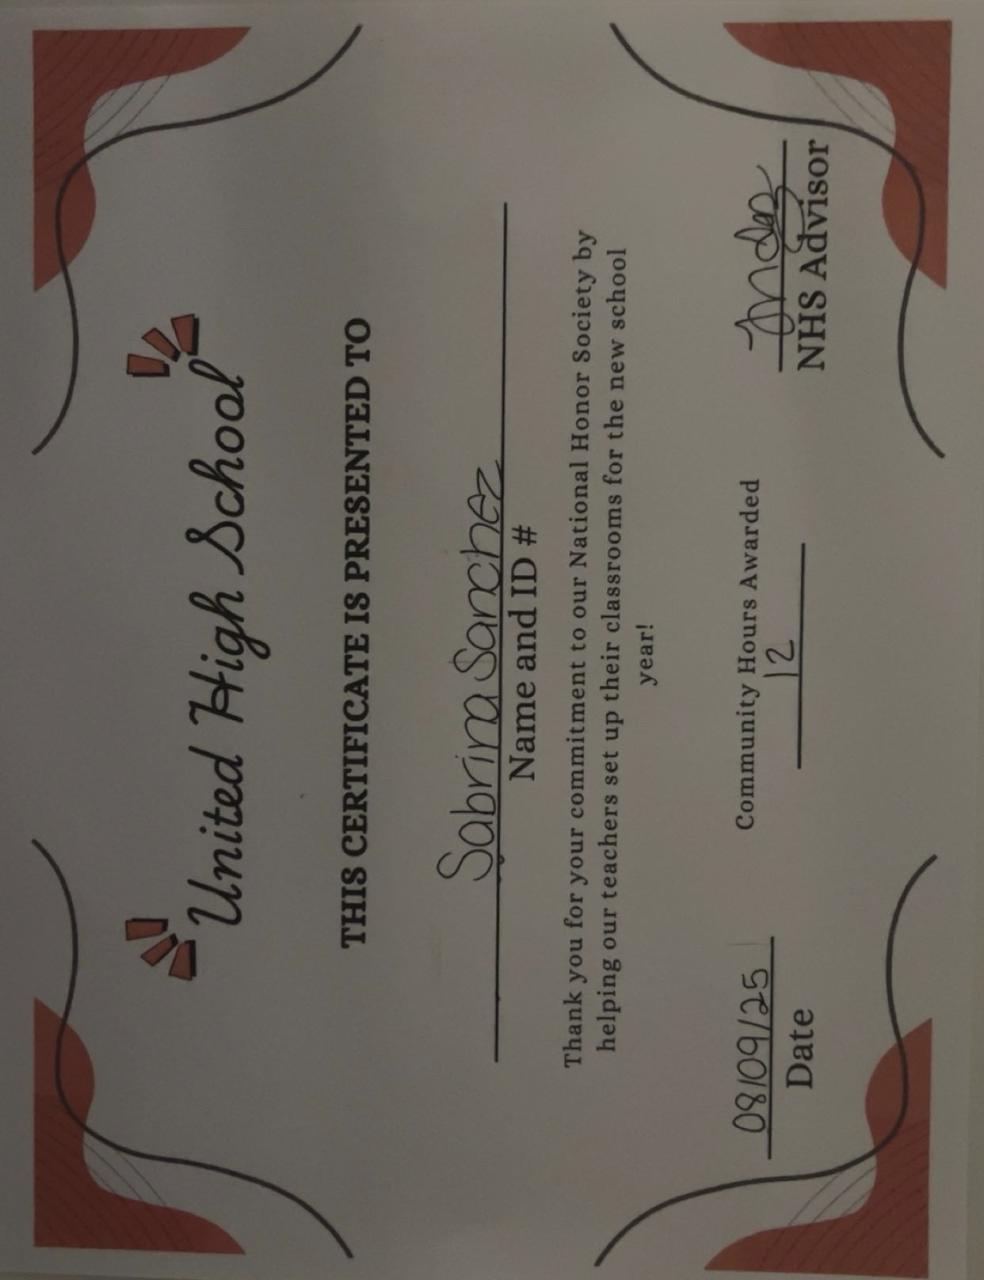 United High School
THIS CERTIFICATE IS PRESENTED TO
Sabrina Sanchez
Name and ID #
Thank you for your commitment to our National Honor Society by
helping our teachers set up their classrooms for the new school
year!
08/09/25
Date
Community Hours Awarded
12
NHS Advisor